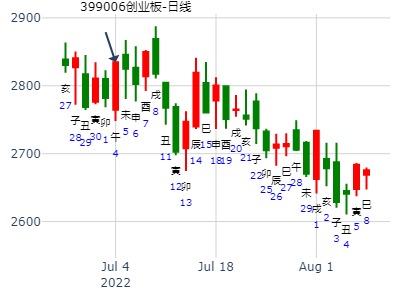 399006创业板-日线
2900
2800
2700
2600
亥
27
子
28
丑
29
寅
30
卯
1
午
4
未
5
申
6
酉
7
戌
8
丑
11
寅
12
卯
13
辰
14
巳
15
申
18
酉
19
戌
20
亥
21
子
22
卯
25
辰
26
巳
27
午
28
未
29
戌
1
亥
2
子
3
丑
4
寅
5
巳
8
Jul 4
2022
Jul 18
Aug 1